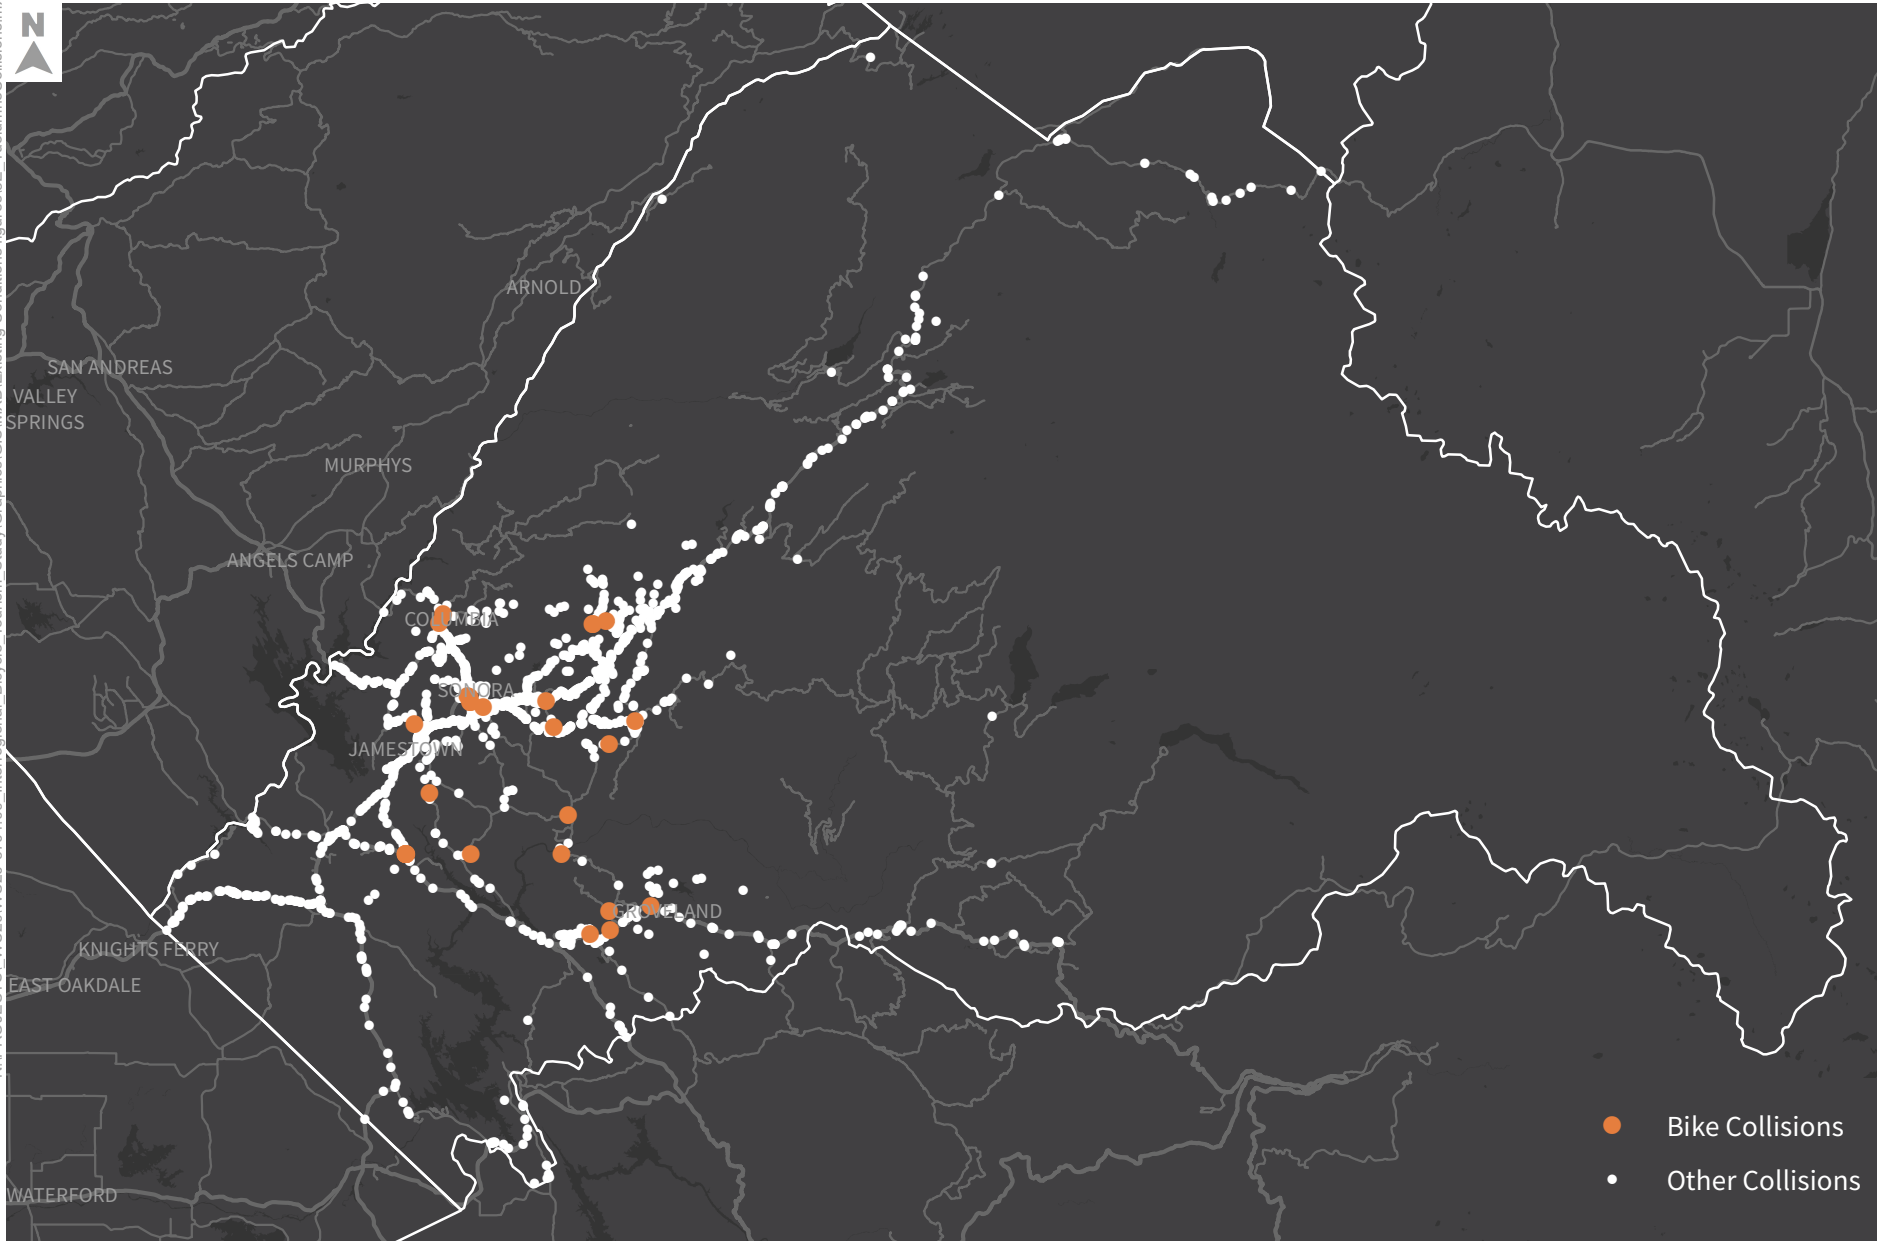 N
ARNOLD
SAN ANDREAS
VALLEY
SPRINGS
MURPHYS
ANGELS CAMP
COLUMBIA
SONORA
JAMESTOWN
GROVELAND
KNIGHTS FERRY
EAST OAKDALE
WATERFORD
Bike Collisions
Other Collisions